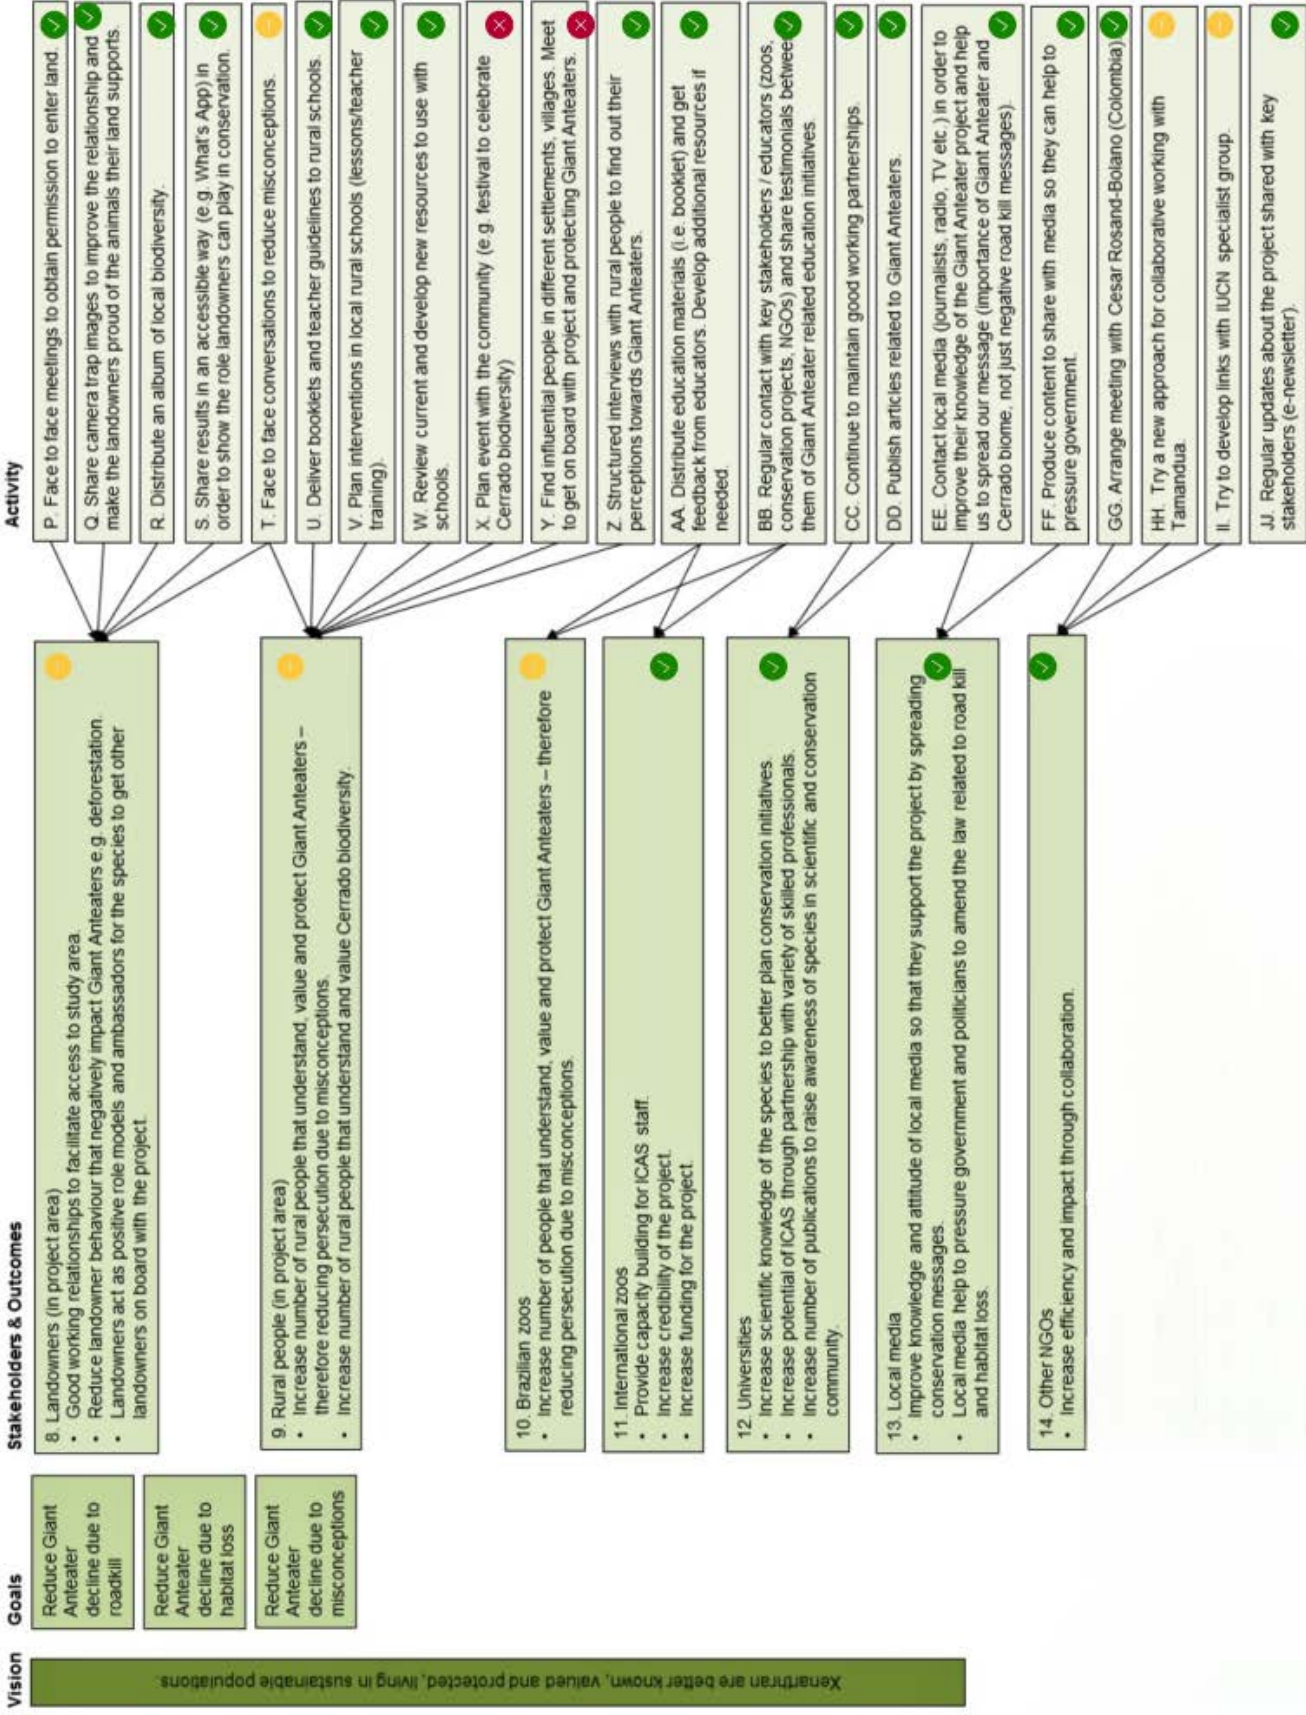 Vision
Goals
Stakeholders & Outcomes
Activity
Xenarthran are better known, valued and protected, living in sustainable populations.
Reduce Giant
Anteater
decline due to
roadkill
Reduce Giant
Anteater
decline due to
habitat loss
Reduce Giant
Anteater
decline due to
misconceptions
8. Landowners (in project area)
• Good working relationships to facilitate access to study area.
• Reduce landowner behaviour that negatively impact Giant Anteaters e.g. deforestation.
• Landowners act as positive role models and ambassadors for the species to get other
landowners on board with the project.
9. Rural people (in project area)
• Increase number of rural people that understand, value and protect Giant Anteaters –
therefore reducing persecution due to misconceptions.
• Increase number of rural people that understand and value Cerrado biodiversity.
10. Brazilian zoos
• Increase number of people that understand, value and protect Giant Anteaters – therefore
reducing persecution due to misconceptions.
11. International zoos
• Provide capacity building for ICAS staff.
• Increase credibility of the project.
• Increase funding for the project.
12. Universities
• Increase scientific knowledge of the species to better plan conservation initiatives.
• Increase potential of ICAS through partnership with variety of skilled professionals.
• Increase number of publications to raise awareness of species in scientific and conservation
community.
13. Local media
• Improve knowledge and attitude of local media so that they support the project by spreading
conservation messages.
• Local media help to pressure government and politicians to amend the law related to road kill
and habitat loss.
14. Other NGOs
• Increase efficiency and impact through collaboration.
P. Face to face meetings to obtain permission to enter land.
Q. Share camera trap images to improve the relationship and
make the landowners proud of the animals their land supports.
R. Distribute an album of local biodiversity.
S. Share results in an accessible way (e.g. What's App) in
order to show the role landowners can play in conservation.
T. Face to face conversations to reduce misconceptions.
U. Deliver booklets and teacher guidelines to rural schools.
V. Plan interventions in local rural schools (lessons/teacher
training).
W. Review current and develop new resources to use with
schools.
X. Plan event with the community (e.g. festival to celebrate
Cerrado biodiversity)
Y. Find influential people in different settlements, villages. Meet
to get on board with project and protecting Giant Anteaters.
Z. Structured interviews with rural people to find out their
perceptions towards Giant Anteaters.
AA. Distribute education materials (i.e. booklet) and get
feedback from educators. Develop additional resources if
needed.
BB. Regular contact with key stakeholders / educators (zoos,
conservation projects, NGOs) and share testimonials between
them of Giant Anteater related education initiatives.
CC. Continue to maintain good working partnerships.
DD. Publish articles related to Giant Anteaters.
EE. Contact local media (journalists, radio, TV etc.) in order to
improve their knowledge of the Giant Anteater project and help
us to spread our message (importance of Giant Anteater and
Cerrado biome, not just negative road kill messages).
FF. Produce content to share with media so they can help to
pressure government.
GG. Arrange meeting with Cesar Rosand-Bolano (Colombia)
HH. Try a new approach for collaborative working with
Tamandua.
II. Try to develop links with IUCN specialist group.
JJ. Regular updates about the project shared with key
stakeholders (e-newsletter).